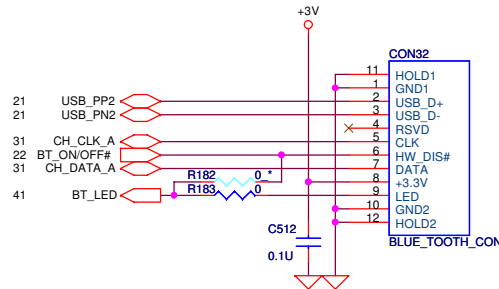 +3V
CON32
11 HOLD1
1 GND1
21 USB_PP2 2 USB_D+
21 USB_PN2 3 USB_D-
4 RSVD
31 CH_CLK_A 5 CLK
22 BT_ON/OFF# 6 HW_DIS#
31 CH_DATA_A 7 DATA
R182 0_* 8 +3.3VD
41 BT_LED R183 0 9 LED
10 GND2
12 HOLD2
C512
BLUE_TOOTH_CON
0.1U